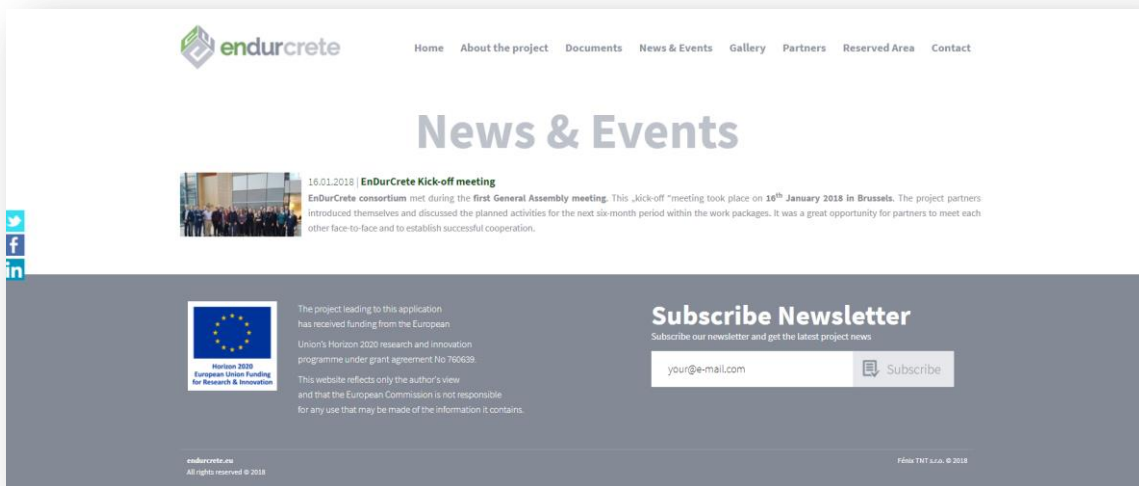 endurcrete
Home About the project Documents News & Events Gallery Partners Reserved Area Contact
News & Events
16.01.2018 | EnDurCrete Kick-off meeting
EnDurCrete consortium met during the first General Assembly meeting. This „kick-off “meeting took place on 16th January 2018 in Brussels. The project partners
introduced themselves and discussed the planned activities for the next six-month period within the work packages. It was a great opportunity for partners to meet each
other face-to-face and to establish successful cooperation.
f
in
Horizon 2020
European Union Funding
for Research & Innovation
The project leading to this application
has received funding from the European
Union's Horizon 2020 research and innovation
programme under grant agreement No 760639.
This website reflects only the author's view
and that the European Commission is not responsible
for any use that may be made of the information it contains.
Subscribe Newsletter
Subscribe our newsletter and get the latest project news
your@e-mail.com Subscribe
endurcrete.eu
All rights reserved © 2018
Fénix TNT s.r.o. © 2018